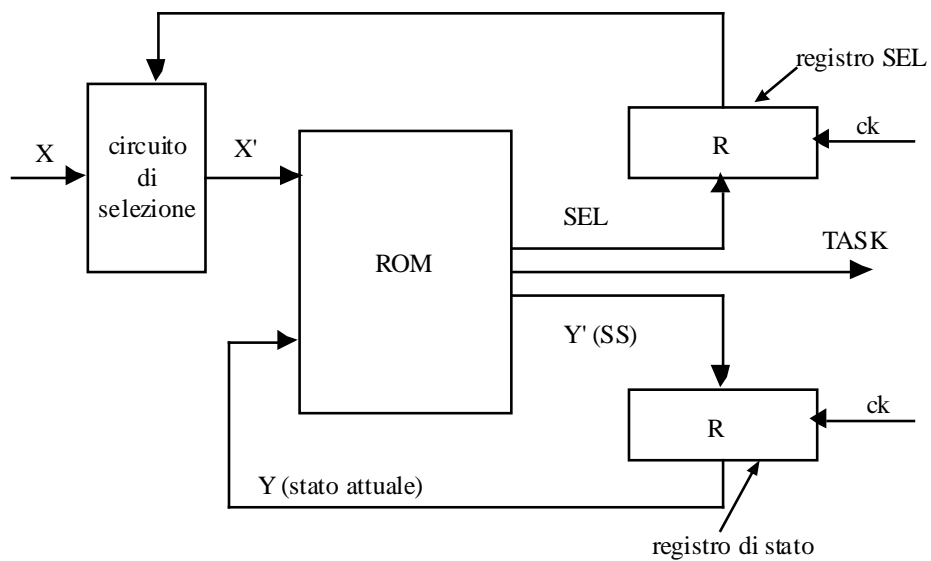 registro SEL
ck
R
X
circuito
di
selezione
X'
SEL
TASK
ROM
Y' (SS)
ck
R
Y (stato attuale)
registro di stato